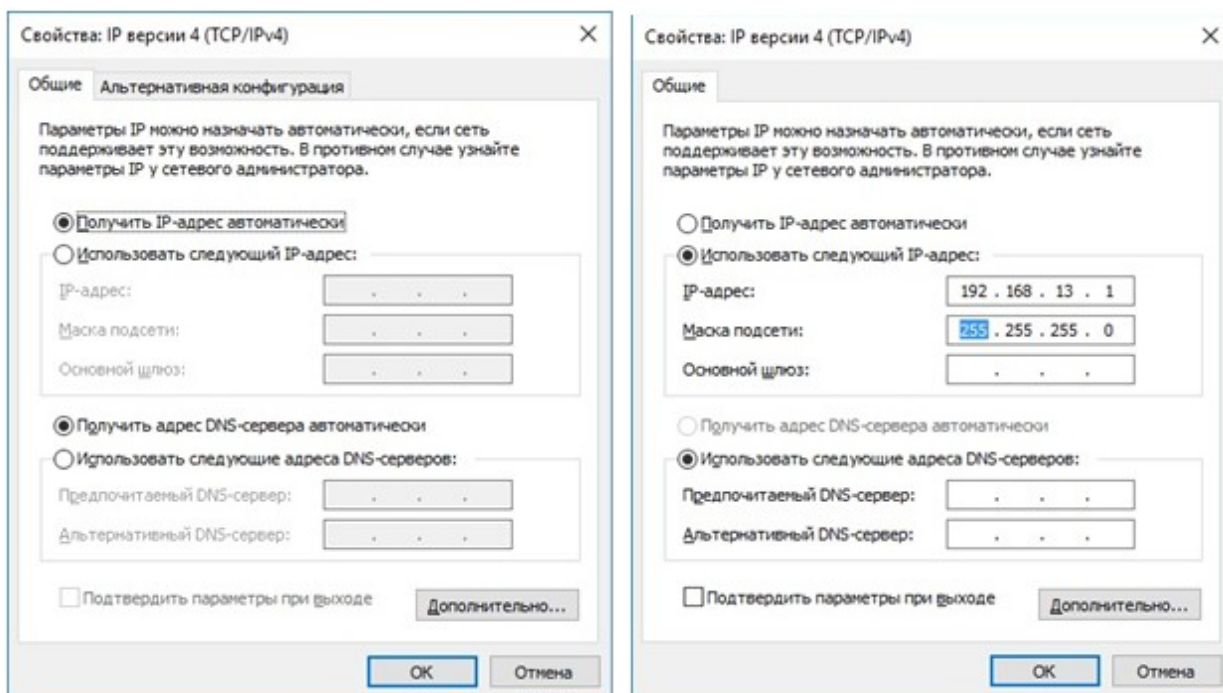 Свойства: IP версии 4 (TCP/IPv4)
Общие
Альтернативная конфигурация
Параметры IP можно назначать автоматически, если сеть
поддерживает эту возможность. В противном случае узнайте
параметры IP у сетевого администратора.
Получить IP-адрес автоматически
Использовать следующий IP-адрес:
IP-адрес:
Маска подсети:
Основной шлюз:
Получить адрес DNS-сервера автоматически
Использовать следующие адреса DNS-серверов:
Предпочитаемый DNS-сервер:
Альтернативный DNS-сервер:
Подтвердить параметры при выходе
Дополнительно...
ОК
Отмена
Свойства: IP версии 4 (TCP/IPv4)
Общие
Параметры IP можно назначать автоматически, если сеть
поддерживает эту возможность. В противном случае узнайте
параметры IP у сетевого администратора.
Получить IP-адрес автоматически
Использовать следующий IP-адрес:
IP-адрес: 192 . 168 . 13 . 1
Маска подсети: 255 . 255 . 255 . 0
Основной шлюз:
Получить адрес DNS-сервера автоматически
Использовать следующие адреса DNS-серверов:
Предпочитаемый DNS-сервер:
Альтернативный DNS-сервер:
Подтвердить параметры при выходе
Дополнительно...
ОК
Отмена